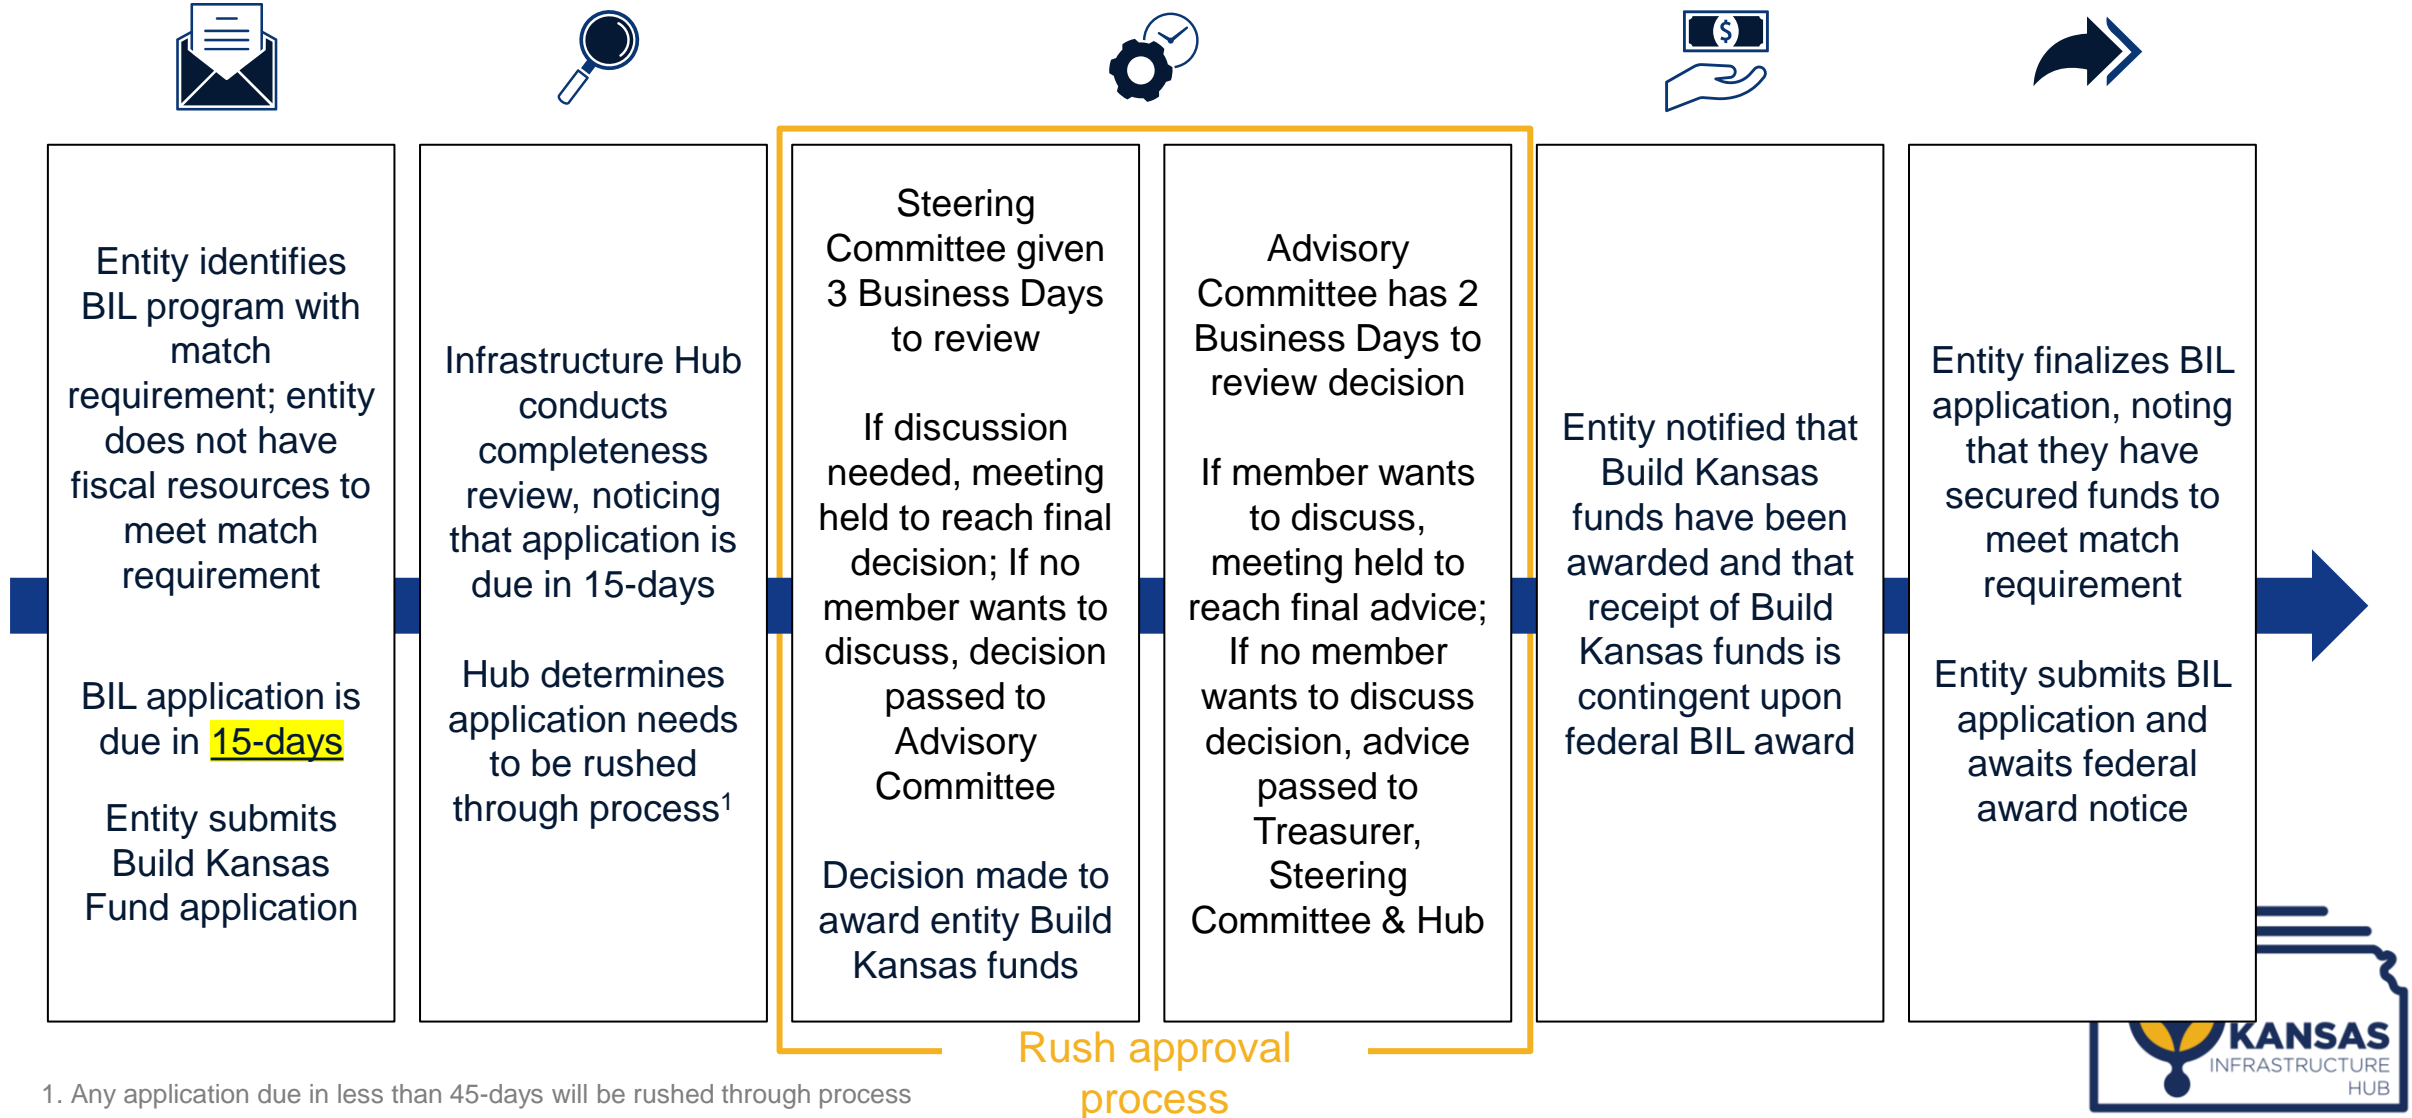 Entity identifies
BIL program with
match
requirement; entity
does not have
fiscal resources to
meet match
requirement
BIL application is
due in 15-days
Entity submits
Build Kansas
Fund application
Infrastructure Hub
conducts
completeness
review, noticing
that application is
due in 15-days
Hub determines
application needs
to be rushed
through process1
Steering
Committee given
3 Business Days
to review
If discussion
needed, meeting
held to reach final
decision; If no
member wants to
discuss, decision
passed to
Advisory
Committee
Decision made to
award entity Build
Kansas funds
Advisory
Committee has 2
Business Days to
review decision
If member wants
to discuss,
meeting held to
reach final advice;
If no member
wants to discuss
decision, advice
passed to
Treasurer,
Steering
Committee & Hub
Entity notified that
Build Kansas
funds have been
awarded and that
receipt of Build
Kansas funds is
contingent upon
federal BIL award
Entity finalizes BIL
application, noting
that they have
secured funds to
meet match
requirement
Entity submits BIL
application and
awaits federal
award notice
Rush approval
process
1. Any application due in less than 45-days will be rushed through process
KANSAS
INFRASTRUCTURE
HUB
$